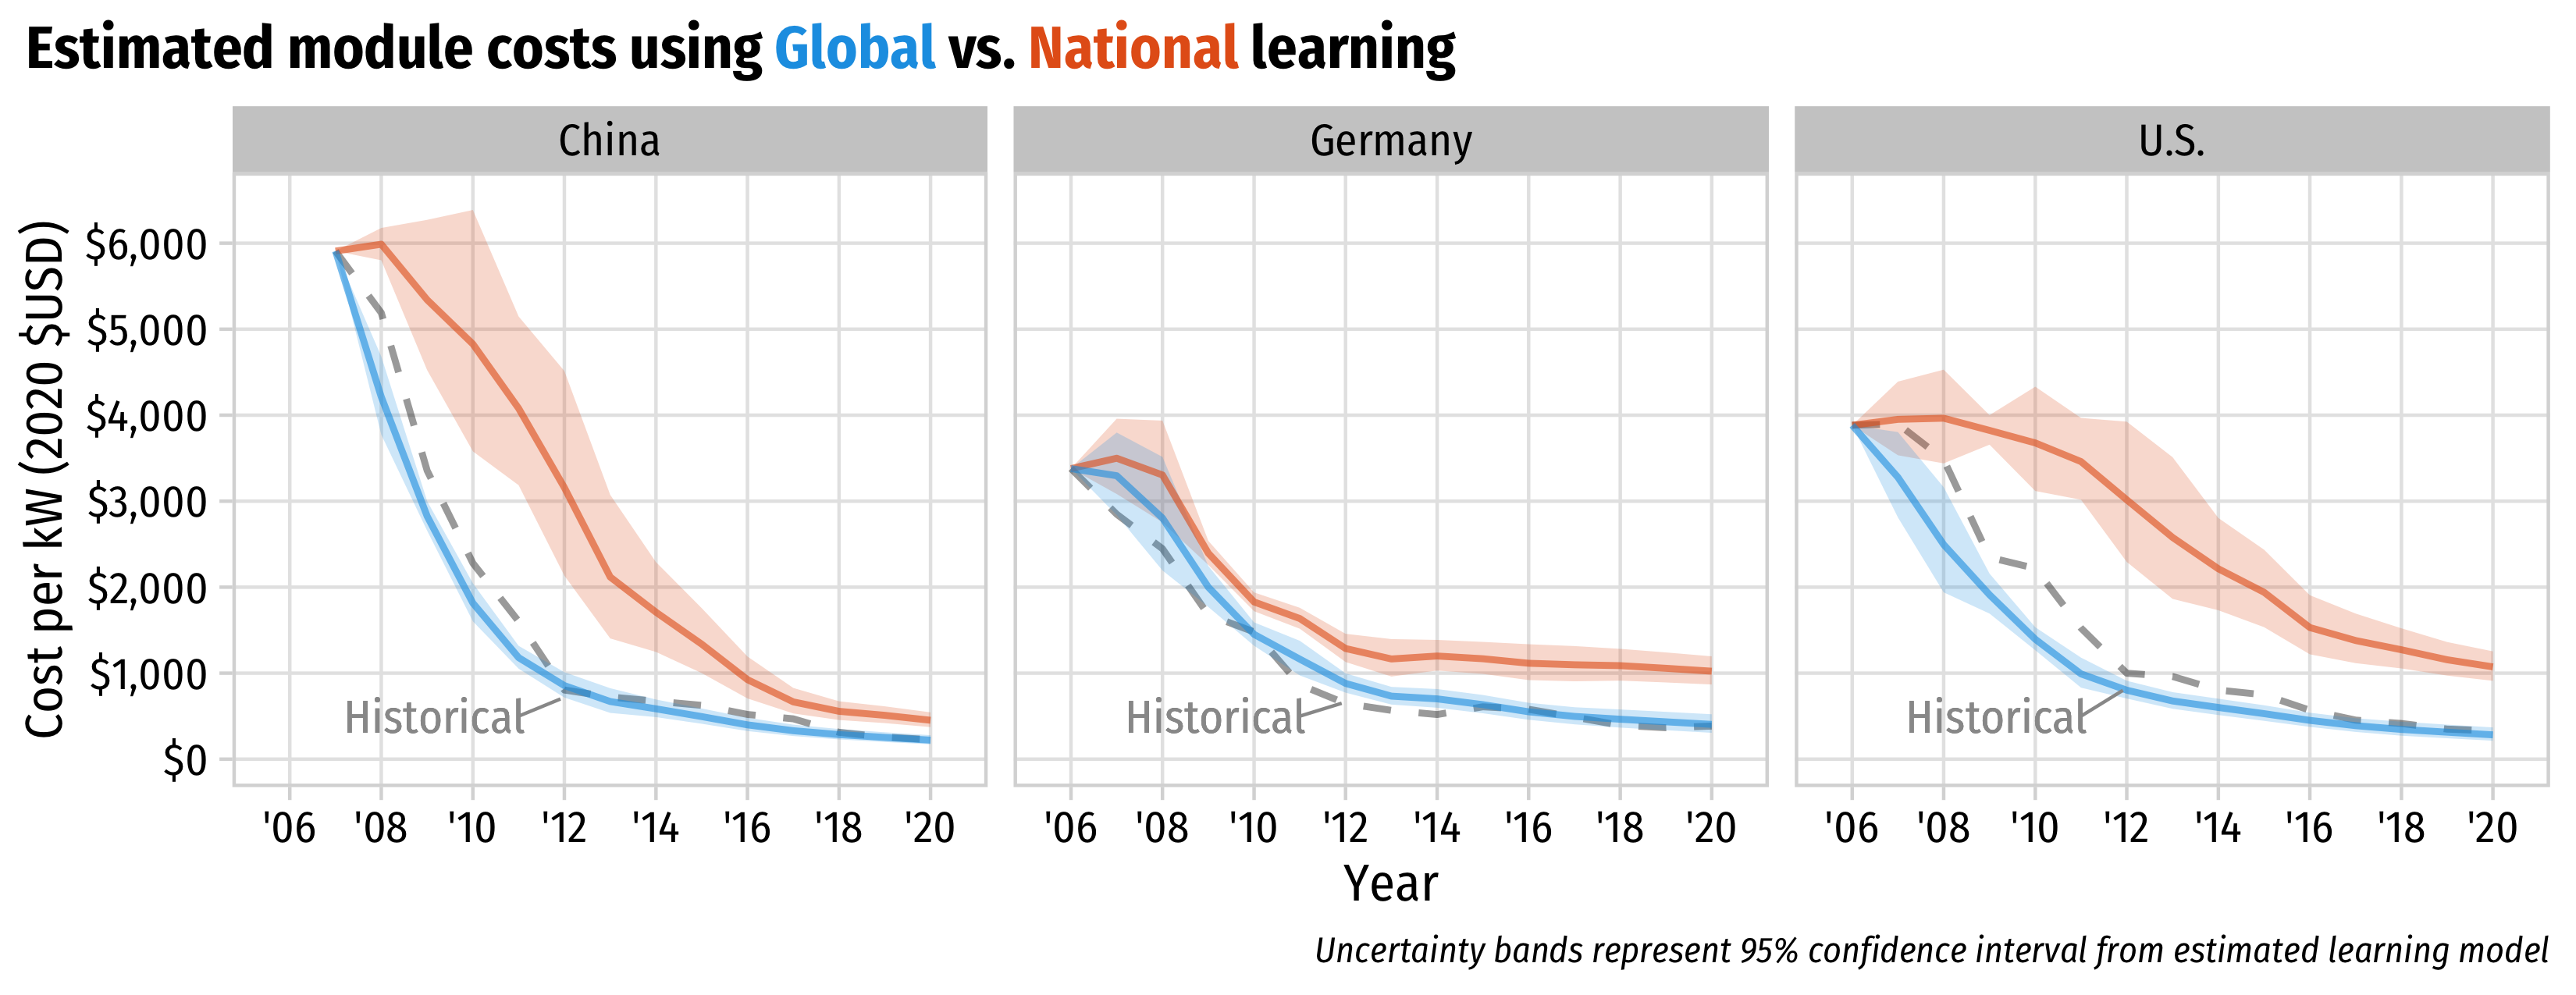 Estimated module costs using Global vs. National learning
China
Germany
U.S.
Cost per kW (2020 $USD)
$6,000
$5,000
$4,000
$3,000
$2,000
$1,000
$0
Historical
Historical
Historical
'06 '08 '10 '12 '14 '16 '18 '20
'06 '08 '10 '12 '14 '16 '18 '20
'06 '08 '10 '12 '14 '16 '18 '20
Year
Uncertainty bands represent 95% confidence interval from estimated learning model